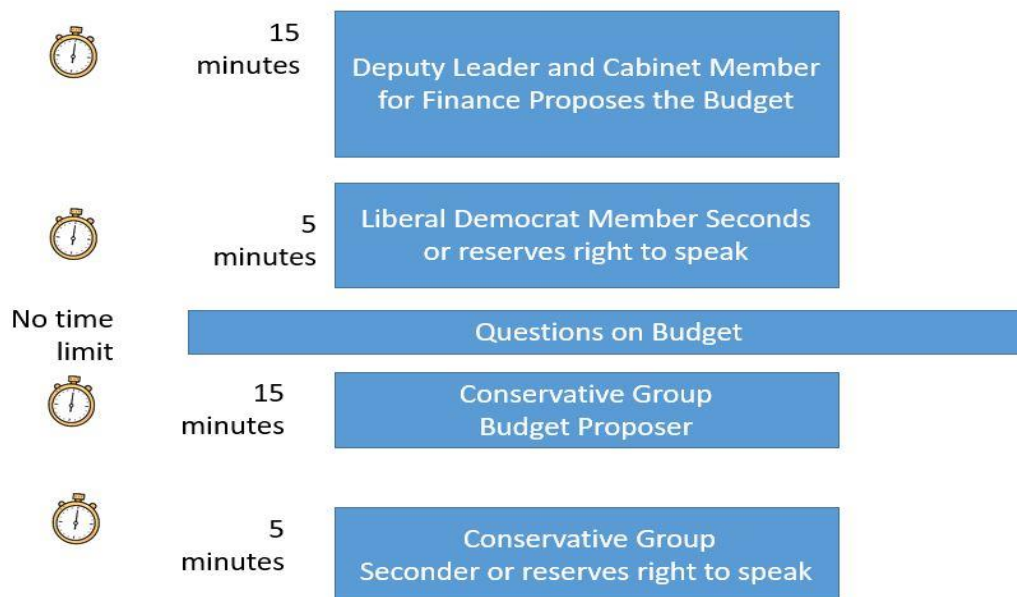 15
minutes
Deputy Leader and Cabinet Member
for Finance Proposes the Budget
5
minutes
Liberal Democrat Member Seconds
or reserves right to speak
No time
limit
Questions on Budget
15
minutes
Conservative Group
Budget Proposer
5
minutes
Conservative Group
Seconder or reserves right to speak